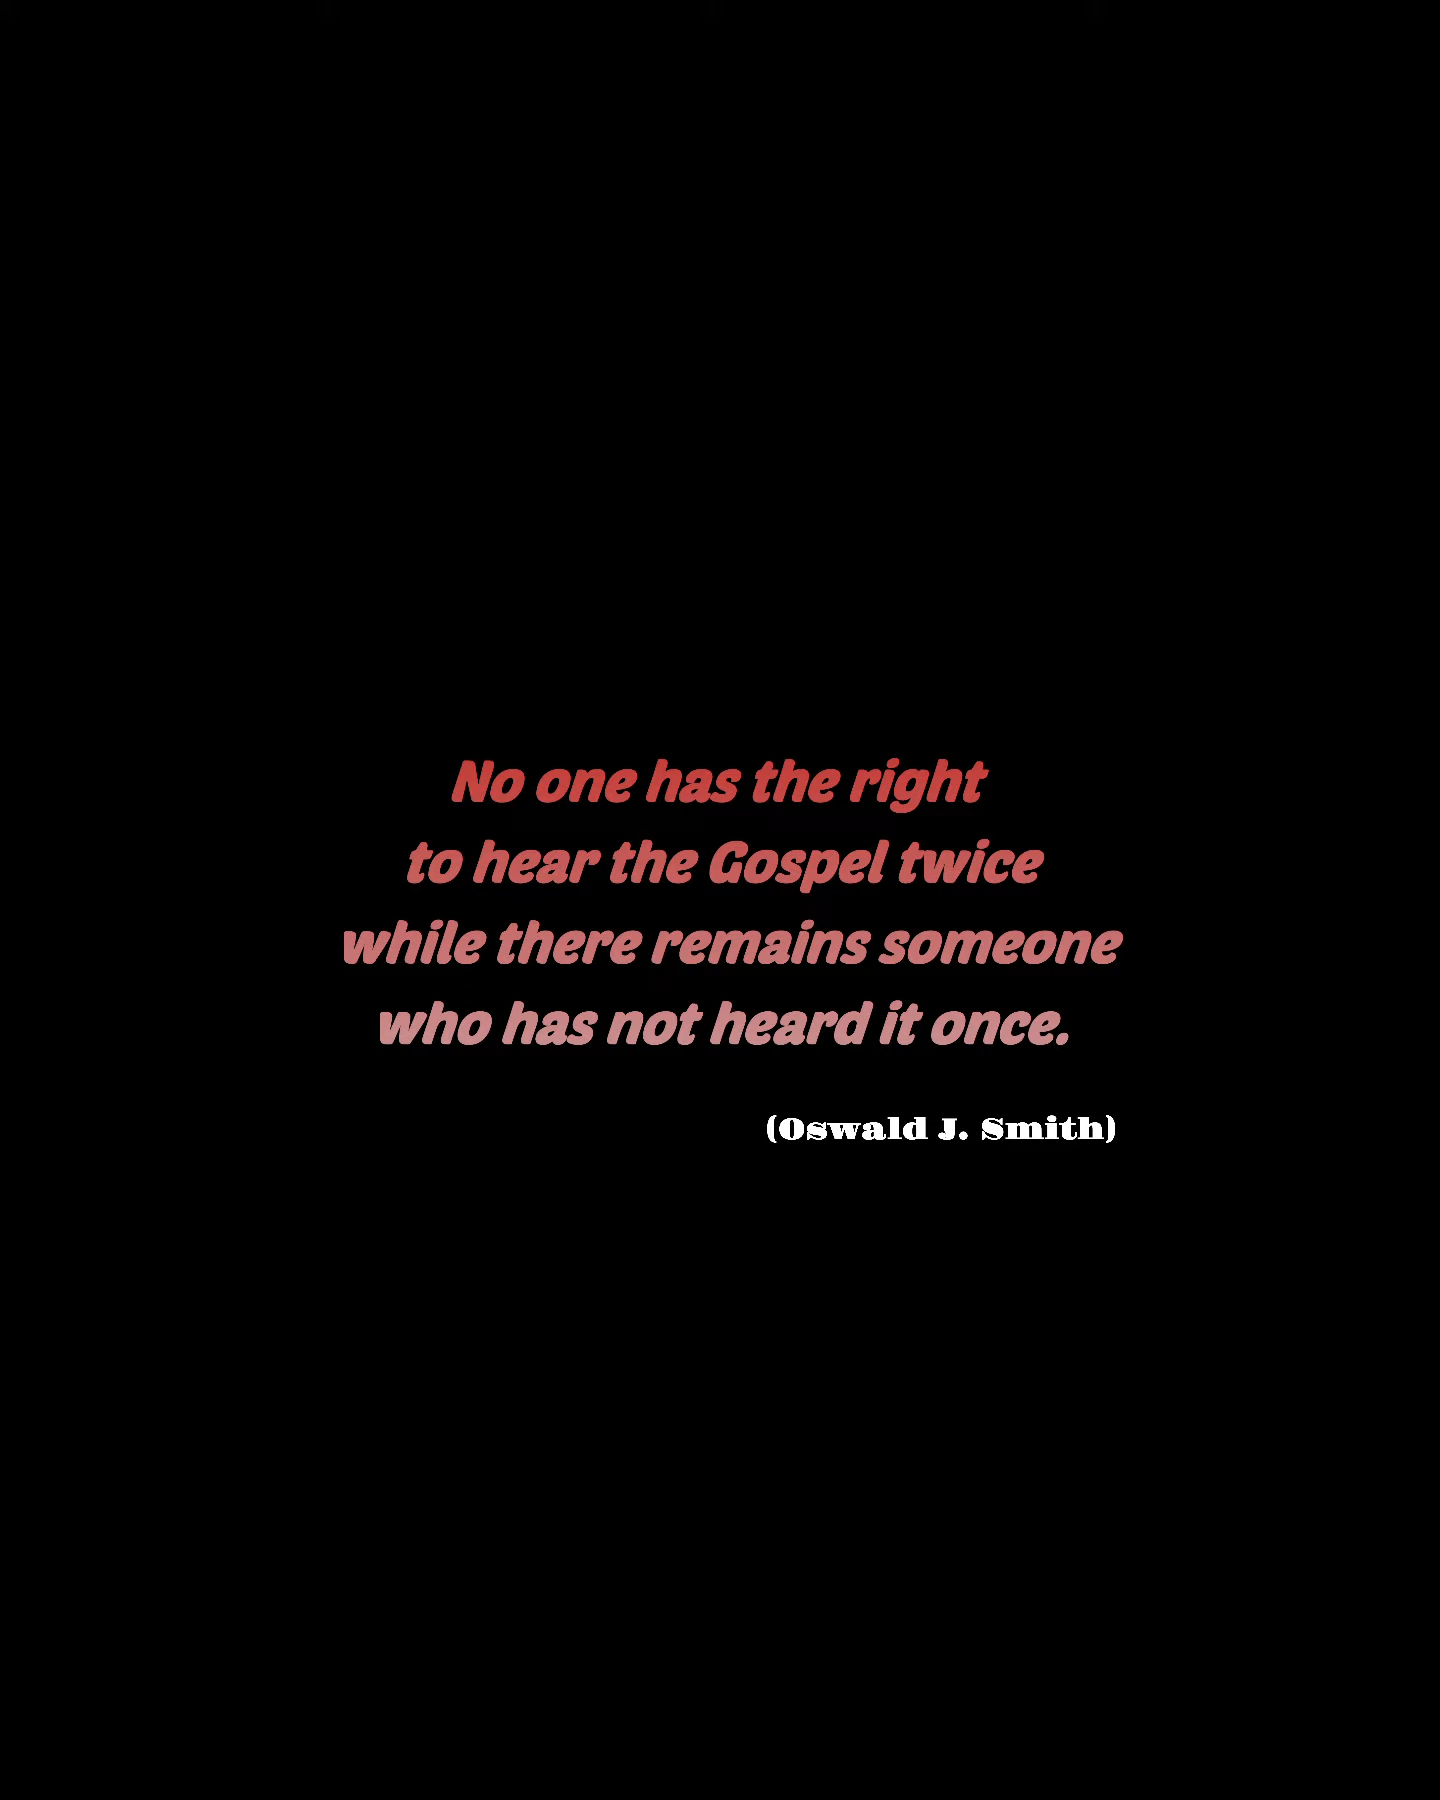 No one has the right
to hear the Gospel twice
while there remains someone
who has not heard it once.
(Oswald J. Smith)